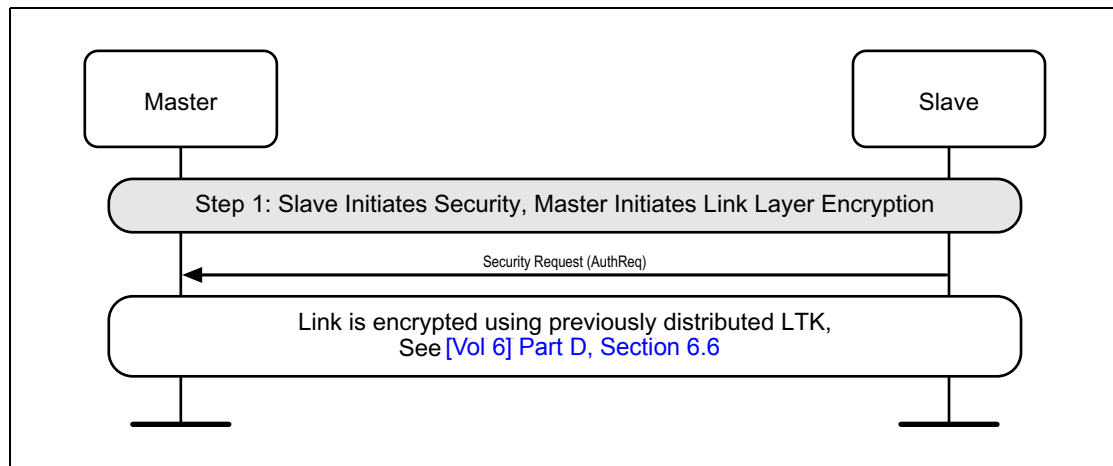 Master
Slave
Step 1: Slave Initiates Security, Master Initiates Link Layer Encryption
Security Request (AuthReq)
Link is encrypted using previously distributed LTK,
See [Vol 6] Part D, Section 6.6